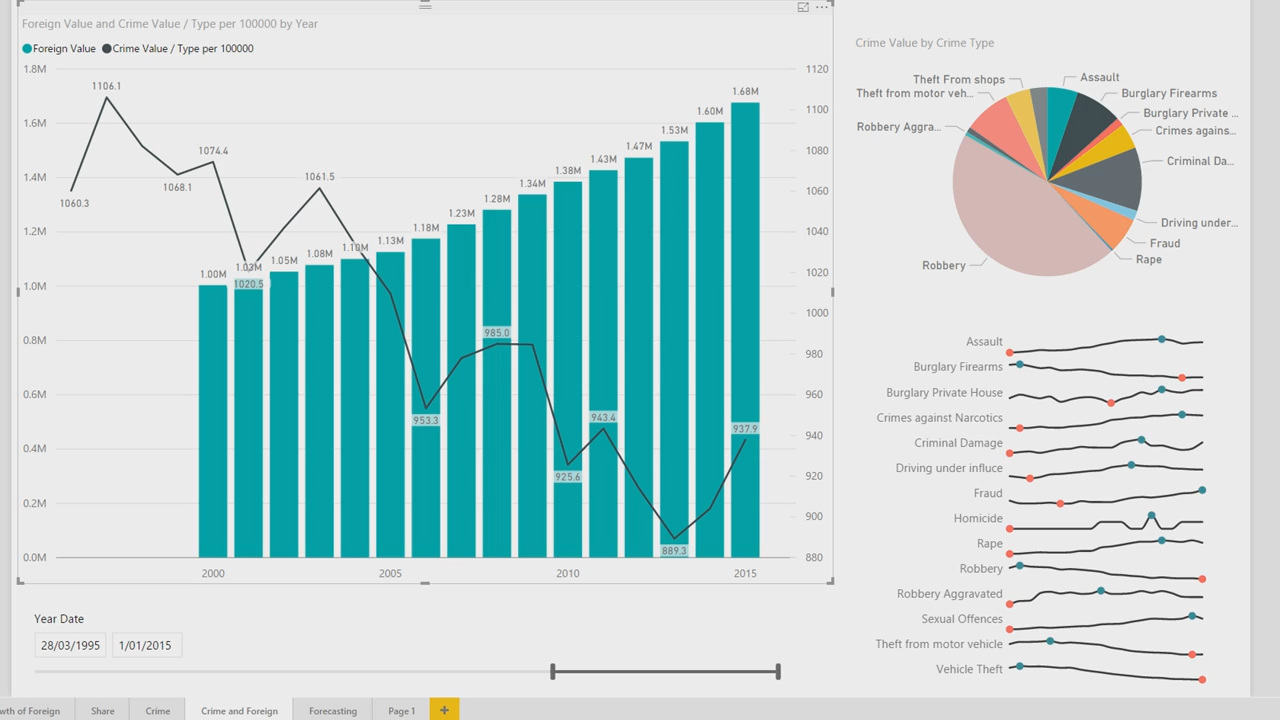 Foreign Value and Crime Value / Type per 100000 by Year
Foreign Value Crime Value / Type per 100000
1.8M
1.6M
1.4M
1.2M
1.0M
0.8M
0.6M
0.4M
0.2M
0.0M
1120
1100
1080
1060
1040
1020
1000
980
960
940
920
900
880
1060.3
1106.1
1068.1
1074.4
1020.5
1061.5
953.3
985.0
925.6
943.4
889.3
937.9
1.00M
1.03M
1.05M
1.08M
1.10M
1.13M
1.18M
1.23M
1.28M
1.34M
1.38M
1.43M
1.47M
1.53M
1.60M
1.68M
2000
2005
2010
2015
Year Date
28/03/1995
1/01/2015
Crime Value by Crime Type
Theft From shops
Assault
Theft from motor veh...
Burglary Firearms
Burglary Private ...
Robbery Aggra...
Crimes agains...
Criminal Da...
Driving under...
Fraud
Rape
Robbery
Assault
Burglary Firearms
Burglary Private House
Crimes against Narcotics
Criminal Damage
Driving under influce
Fraud
Homicide
Rape
Robbery
Robbery Aggravated
Sexual Offences
Theft from motor vehicle
Vehicle Theft
wth of Foreign
Share
Crime
Crime and Foreign
Forecasting
Page 1
+